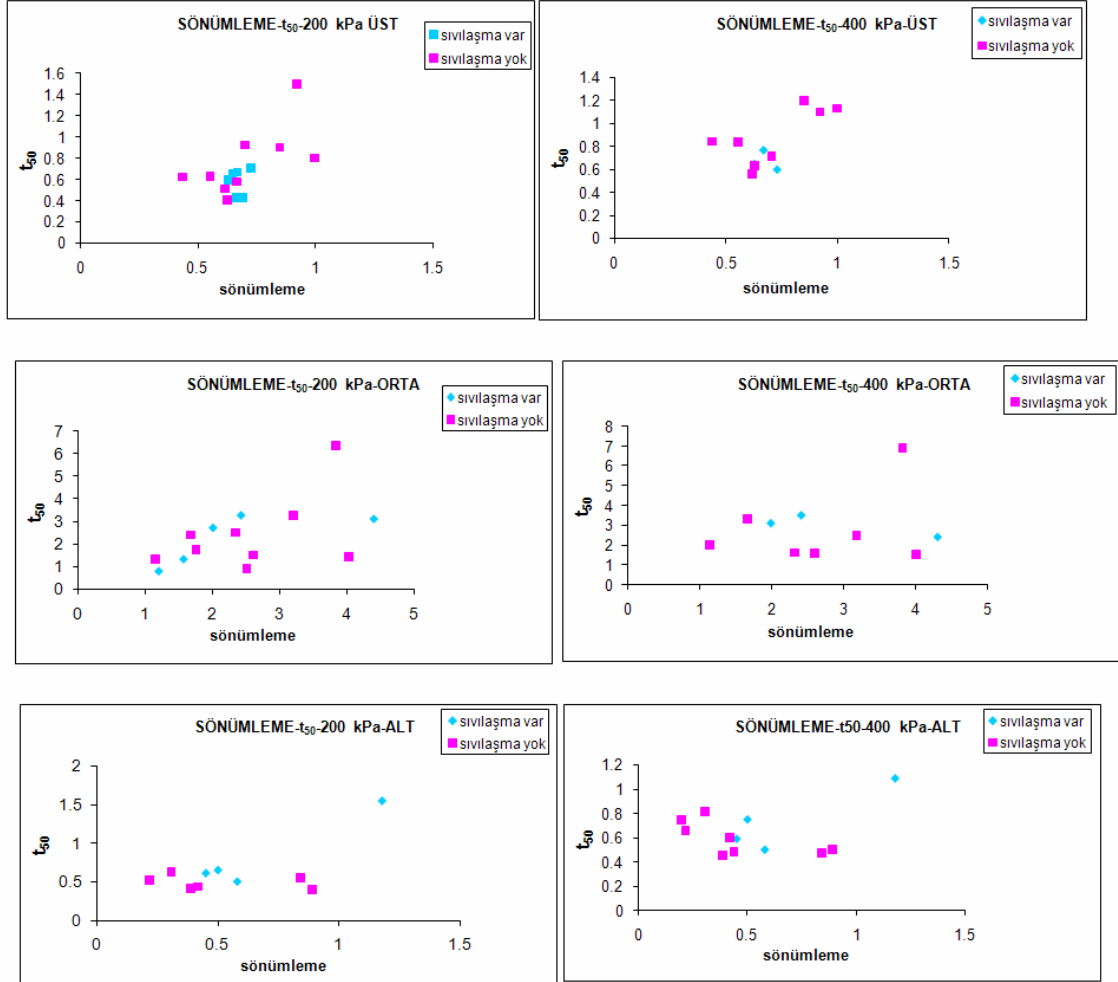 SÖNÜMLEME-t50-200 kPa ÜST
sıvılaşma var
sıvılaşma yok
1.6
1.4
1.2
1
0.8
0.6
0.4
0.2
0
t50
0
0.5
1
1.5
sönümleme
SÖNÜMLEME-t50-400 kPa-ÜST
sıvılaşma var
sıvılaşma yok
1.4
1.2
1
0.8
0.6
0.4
0.2
0
t50
0
0.5
1
1.5
sönümleme
SÖNÜMLEME-t50-200 kPa-ORTA
sıvılaşma var
sıvılaşma yok
7
6
5
4
3
2
1
0
t50
0
1
2
3
4
5
sönümleme
SÖNÜMLEME-t50-400 kPa-ORTA
sıvılaşma var
sıvılaşma yok
8
7
6
5
4
3
2
1
0
t50
0
1
2
3
4
5
sönümleme
SÖNÜMLEME-t50-200 kPa-ALT
sıvılaşma var
sıvılaşma yok
2
1.5
1
0.5
0
t50
0
0.5
1
1.5
sönümleme
SÖNÜMLEME-t50-400 kPa-ALT
sıvılaşma var
sıvılaşma yok
1.2
1
0.8
0.6
0.4
0.2
0
t50
0
0.5
1
1.5
sönümleme